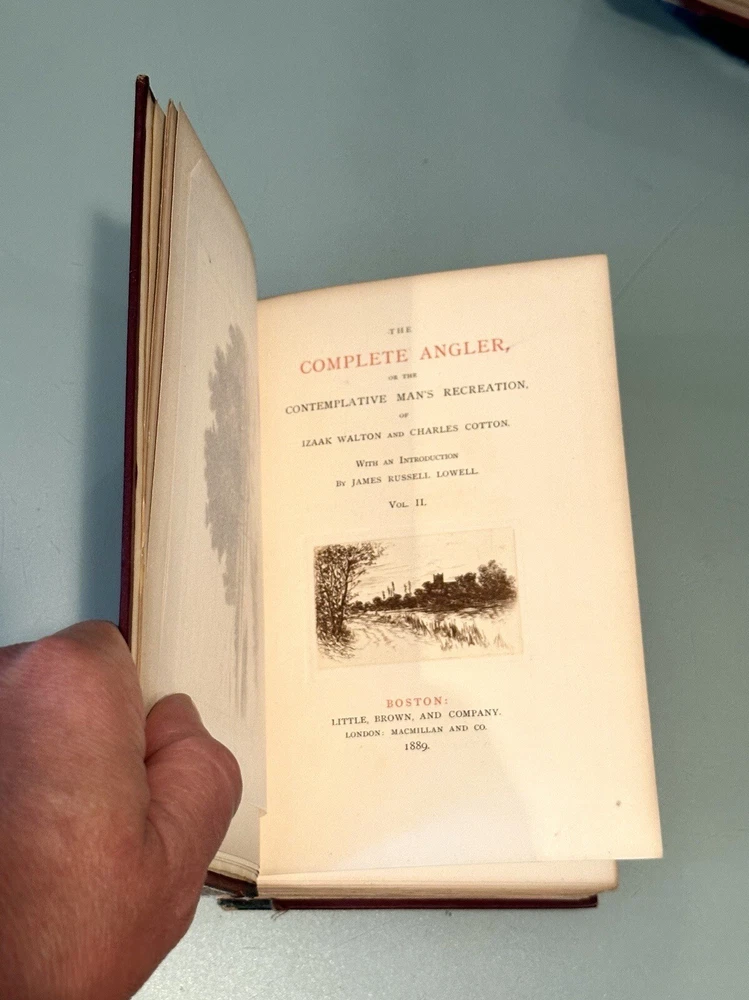 THE
COMPLETE ANGLER,
OR THE
CONTEMPLATIVE MAN'S RECREATION,
OF
IZAAK WALTON AND CHARLES COTTON.
WITH AN INTRODUCTION
BY JAMES RUSSELL LOWELL.
VOL. II.
BOSTON:
LITTLE, BROWN, AND COMPANY.
LONDON: MACMILLAN AND CO.
1889.